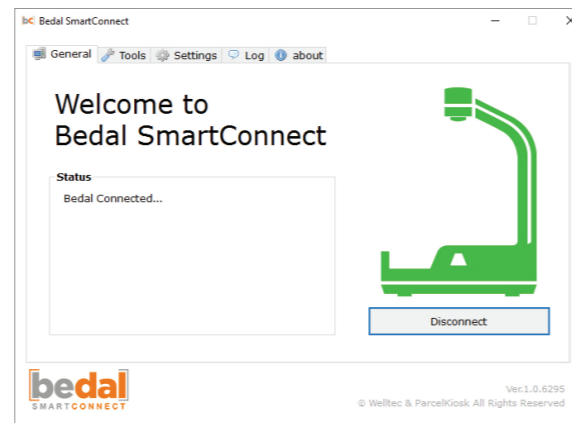 bc Bedal SmartConnect
General Tools Settings Log about
Welcome to
Bedal SmartConnect
Status
Bedal Connected...
Disconnect
bedal
SMARTCONNECT
Ver.1.0.6295
© Welltec & ParcelKiosk All Rights Reserved